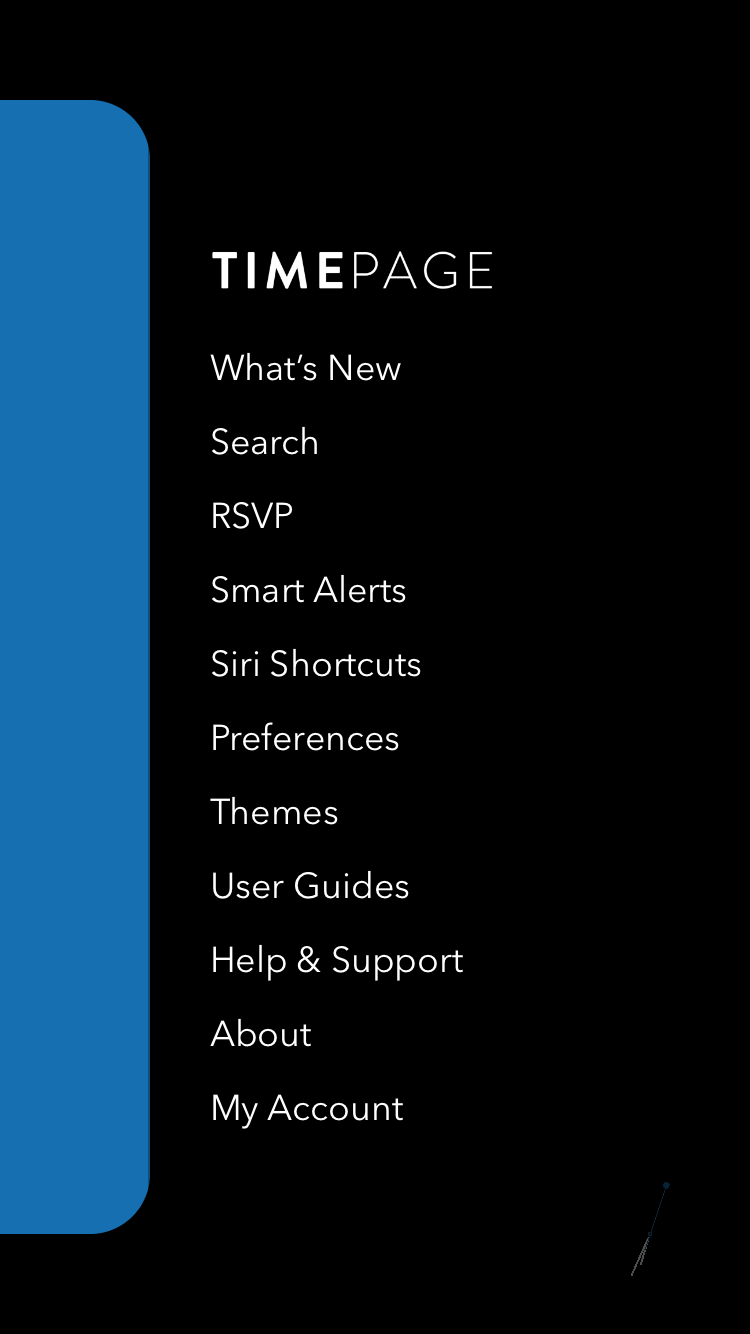 TIMEPAGE
What's New
Search
RSVP
Smart Alerts
Siri Shortcuts
Preferences
Themes
User Guides
Help & Support
About
My Account